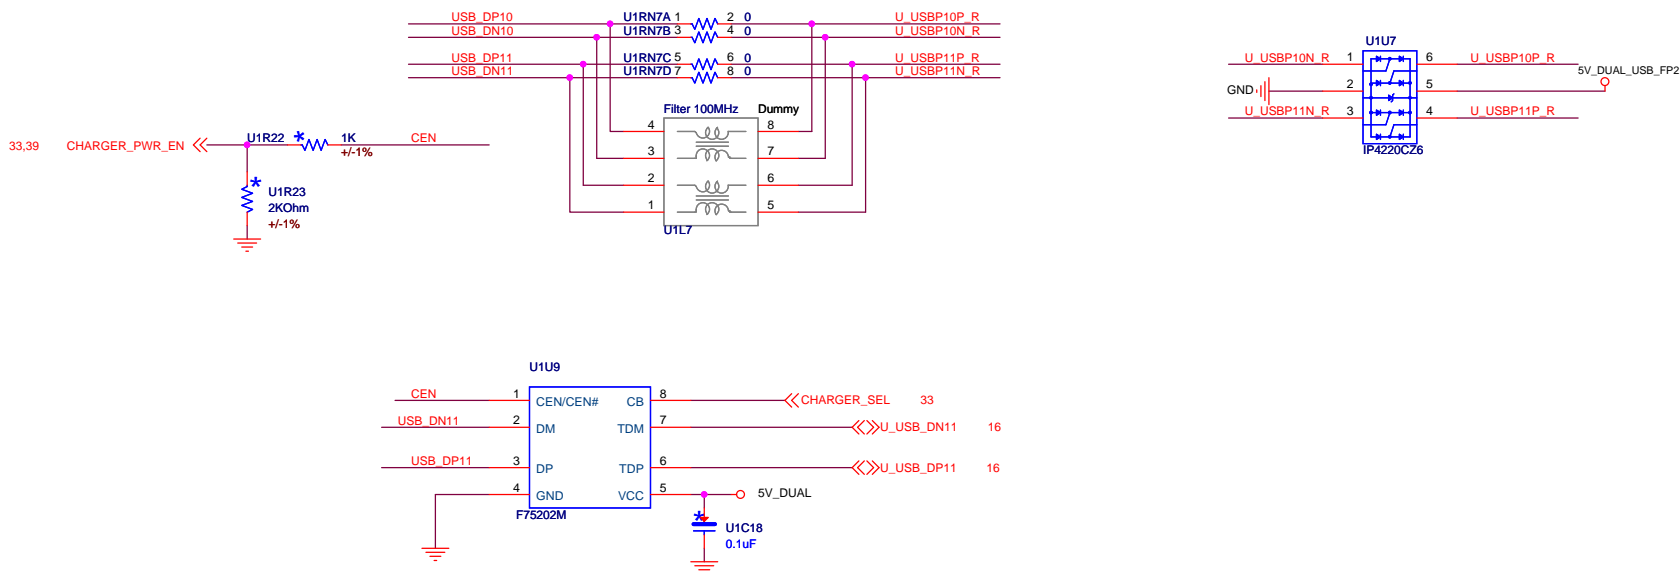 USB_DP10 U1RN7A 1 2 0 U_USBP10P_R
USB_DN10 U1RN7B 3 4 0 U_USBP10N_R
USB_DP11 U1RN7C 5 6 0 U_USBP11P_R
USB_DN11 U1RN7D 7 8 0 U_USBP11N_R
Filter 100MHz Dummy
4 8
3 7
2 6
1 5
U1L7
U1U7
U_USBP10N_R 1 6 U_USBP10P_R
5V_DUAL_USB_FP2
GND 2 5
U_USBP11N_R 3 4 U_USBP11P_R
IP4220CZ6
33,39 CHARGER_PWR_EN U1R22 * 1K CEN
+/-1%
*
U1R23
2KOhm
+/-1%
U1U9
CEN 1 CEN/CEN# CB 8 CHARGER_SEL 33
USB_DN11 2 DM TDM 7 U_USB_DN11 16
USB_DP11 3 DP TDP 6 U_USB_DP11 16
4 GND VCC 5 5V_DUAL
F75202M
*
U1C18
0.1uF